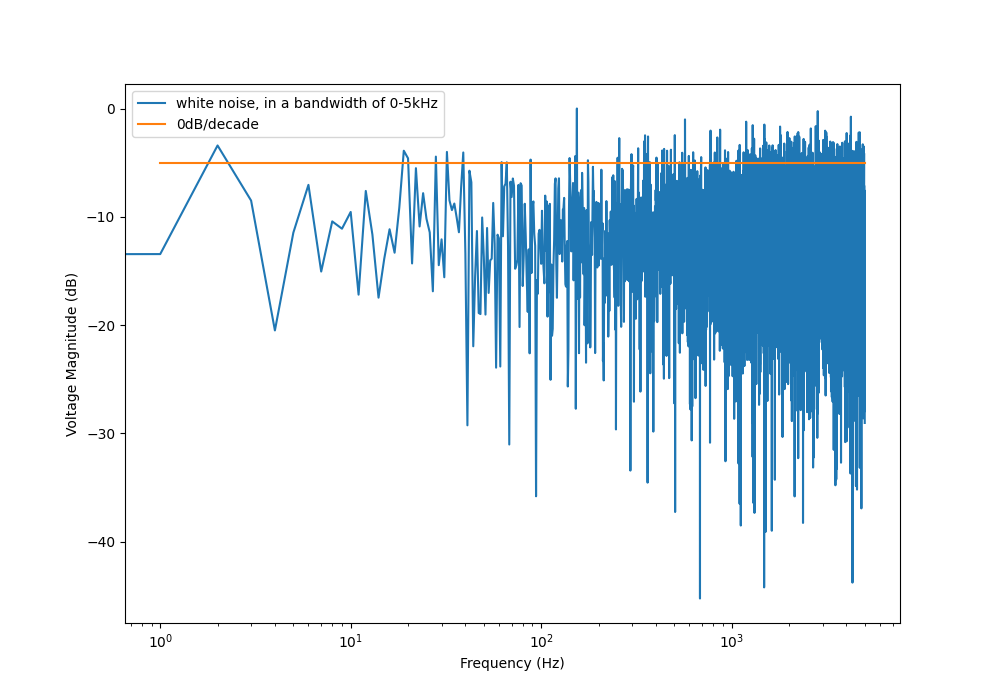 white noise, in a bandwidth of 0-5kHz
0dB/decade
0
−10
−20
−30
−40
Voltage Magnitude (dB)
10⁰ 10¹ 10² 10³
Frequency (Hz)